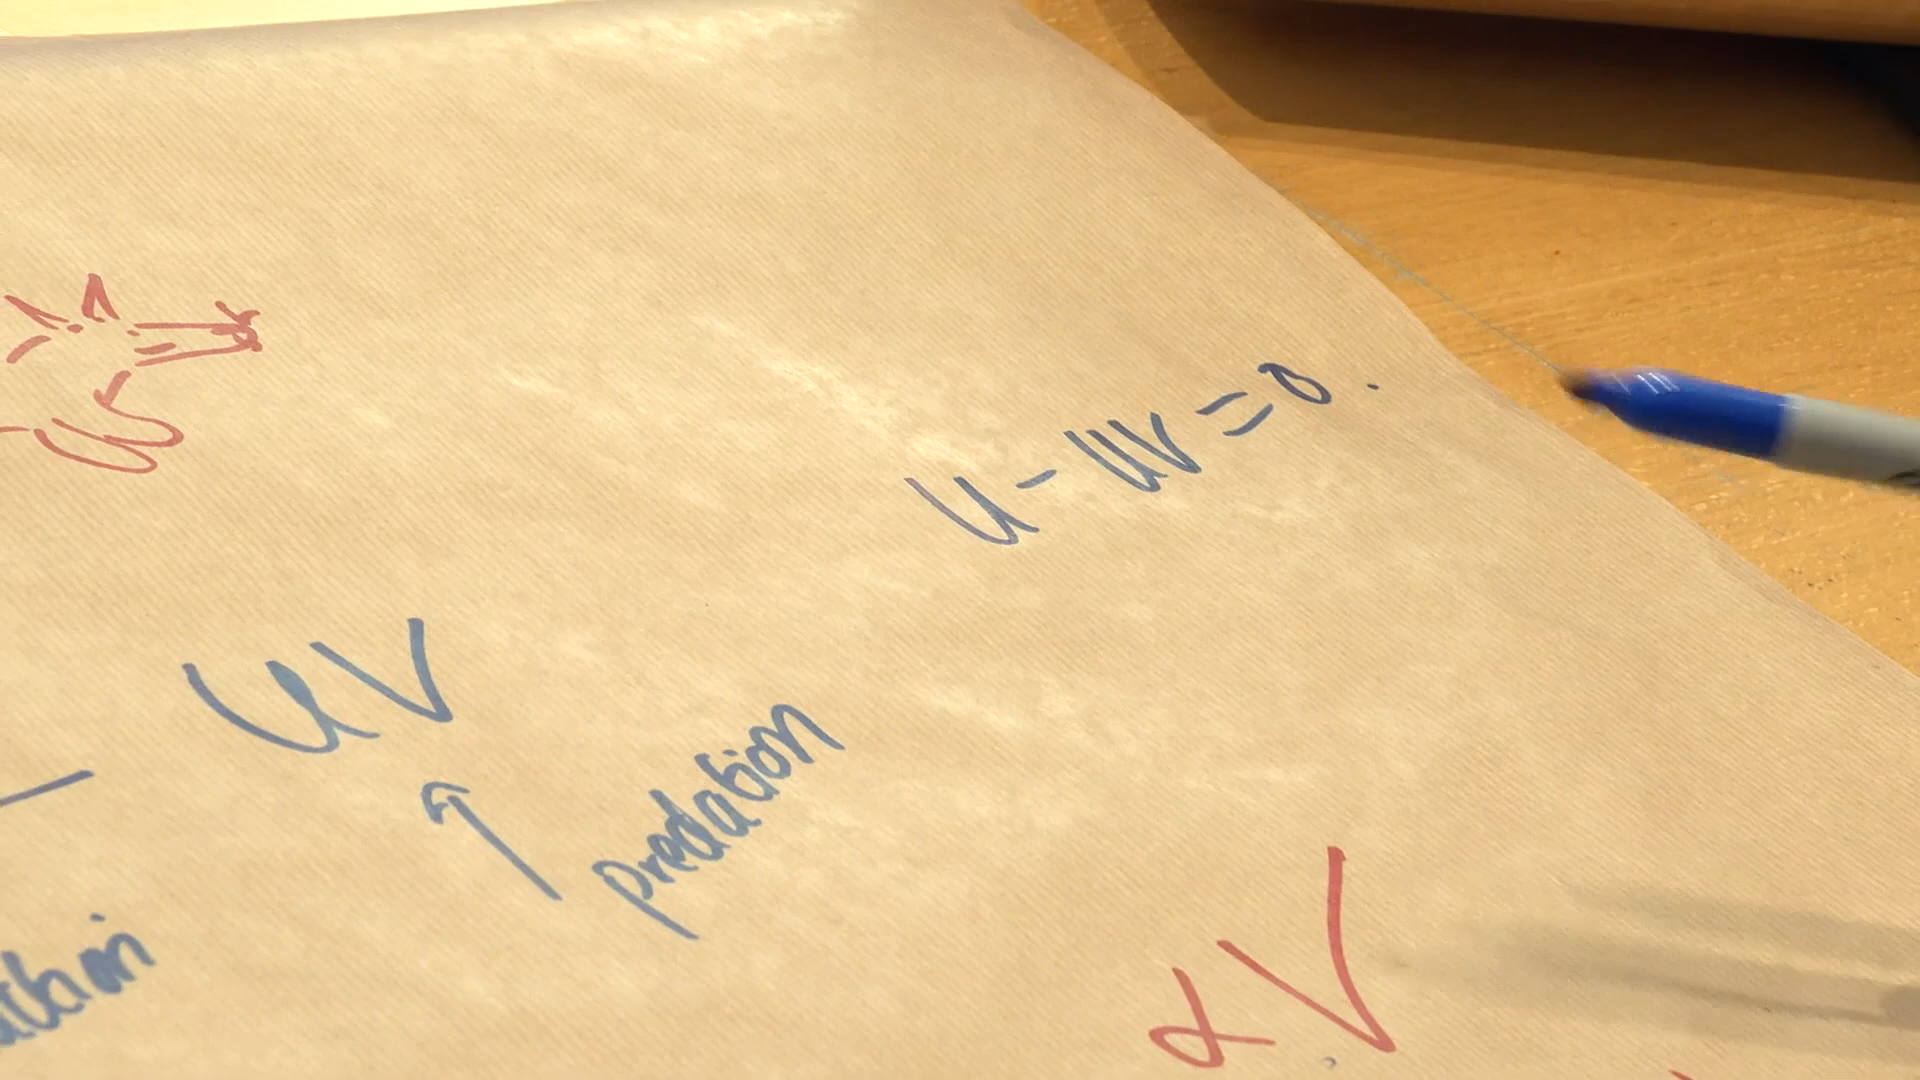 u - uv = 0.
uv
predation
αv